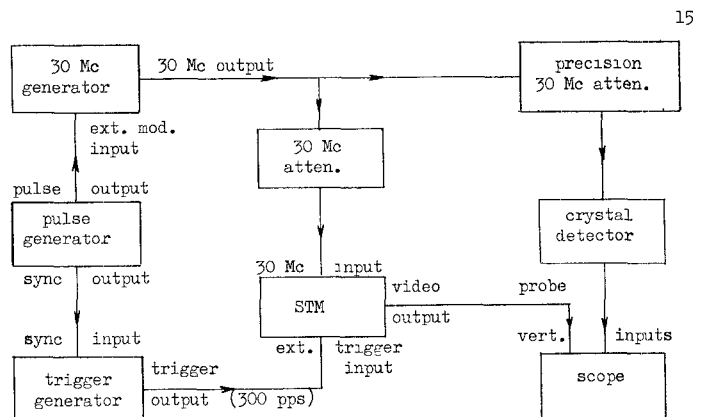 15
30 Mc
generator
30 Mc output
precision
30 Mc atten.
ext. mod.
input
30 Mc
atten.
pulse output
pulse
generator
crystal
detector
sync output
30 Mc input
STM
video
output
probe
vert. inputs
sync input
ext. trigger
input
trigger
generator
trigger
output (300 pps)
scope